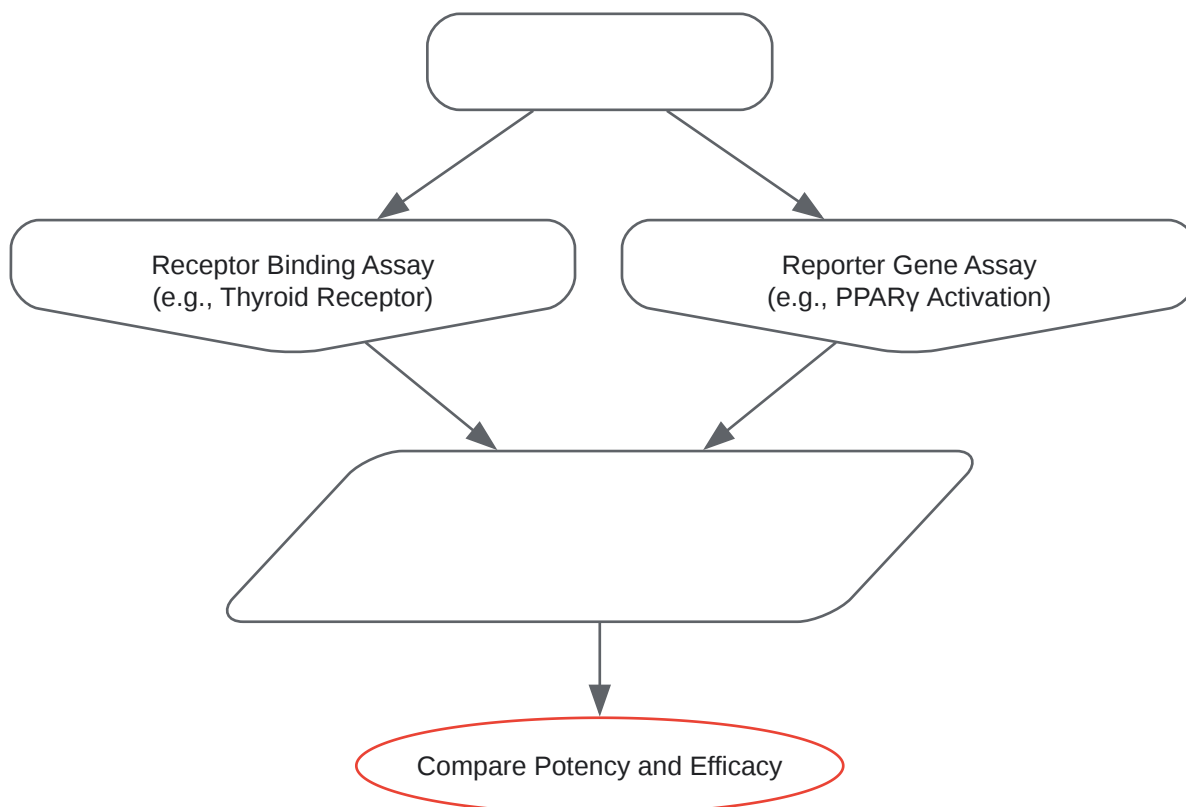 Receptor Binding Assay
(e.g., Thyroid Receptor)
Reporter Gene Assay
(e.g., PPARγ Activation)
Compare Potency and Efficacy